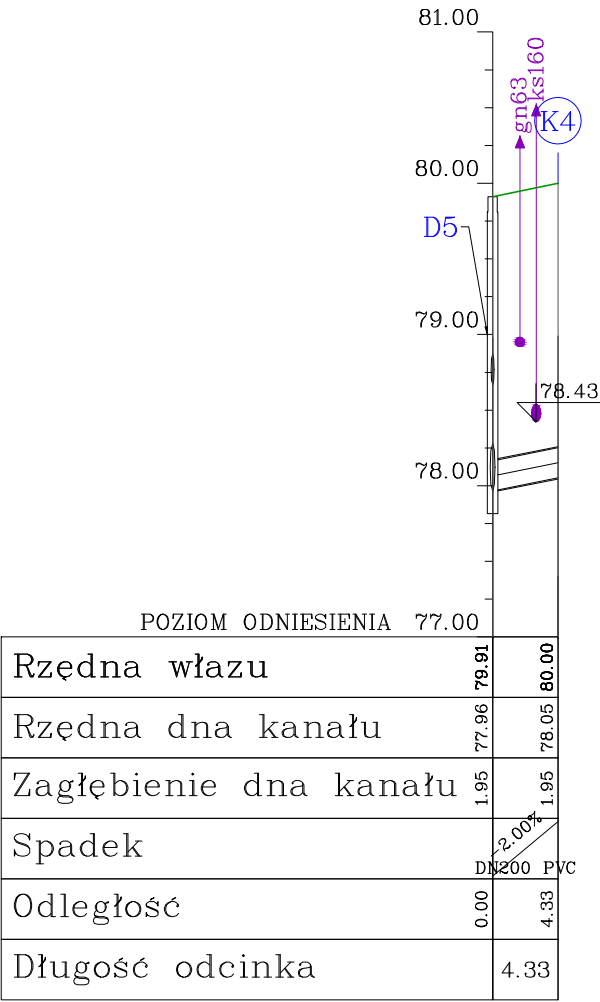 81.00
gn63
ks160
K4
80.00
D5
79.00
78.43
78.00
POZIOM ODNIESIENIA 77.00
Rzędna włazu 79.91 80.00
Rzędna dna kanału 77.96 78.05
Zagłębienie dna kanału 1.95 1.95
Spadek -2.00%
DN200 PVC
Odległość 0.00 4.33
Długość odcinka 4.33